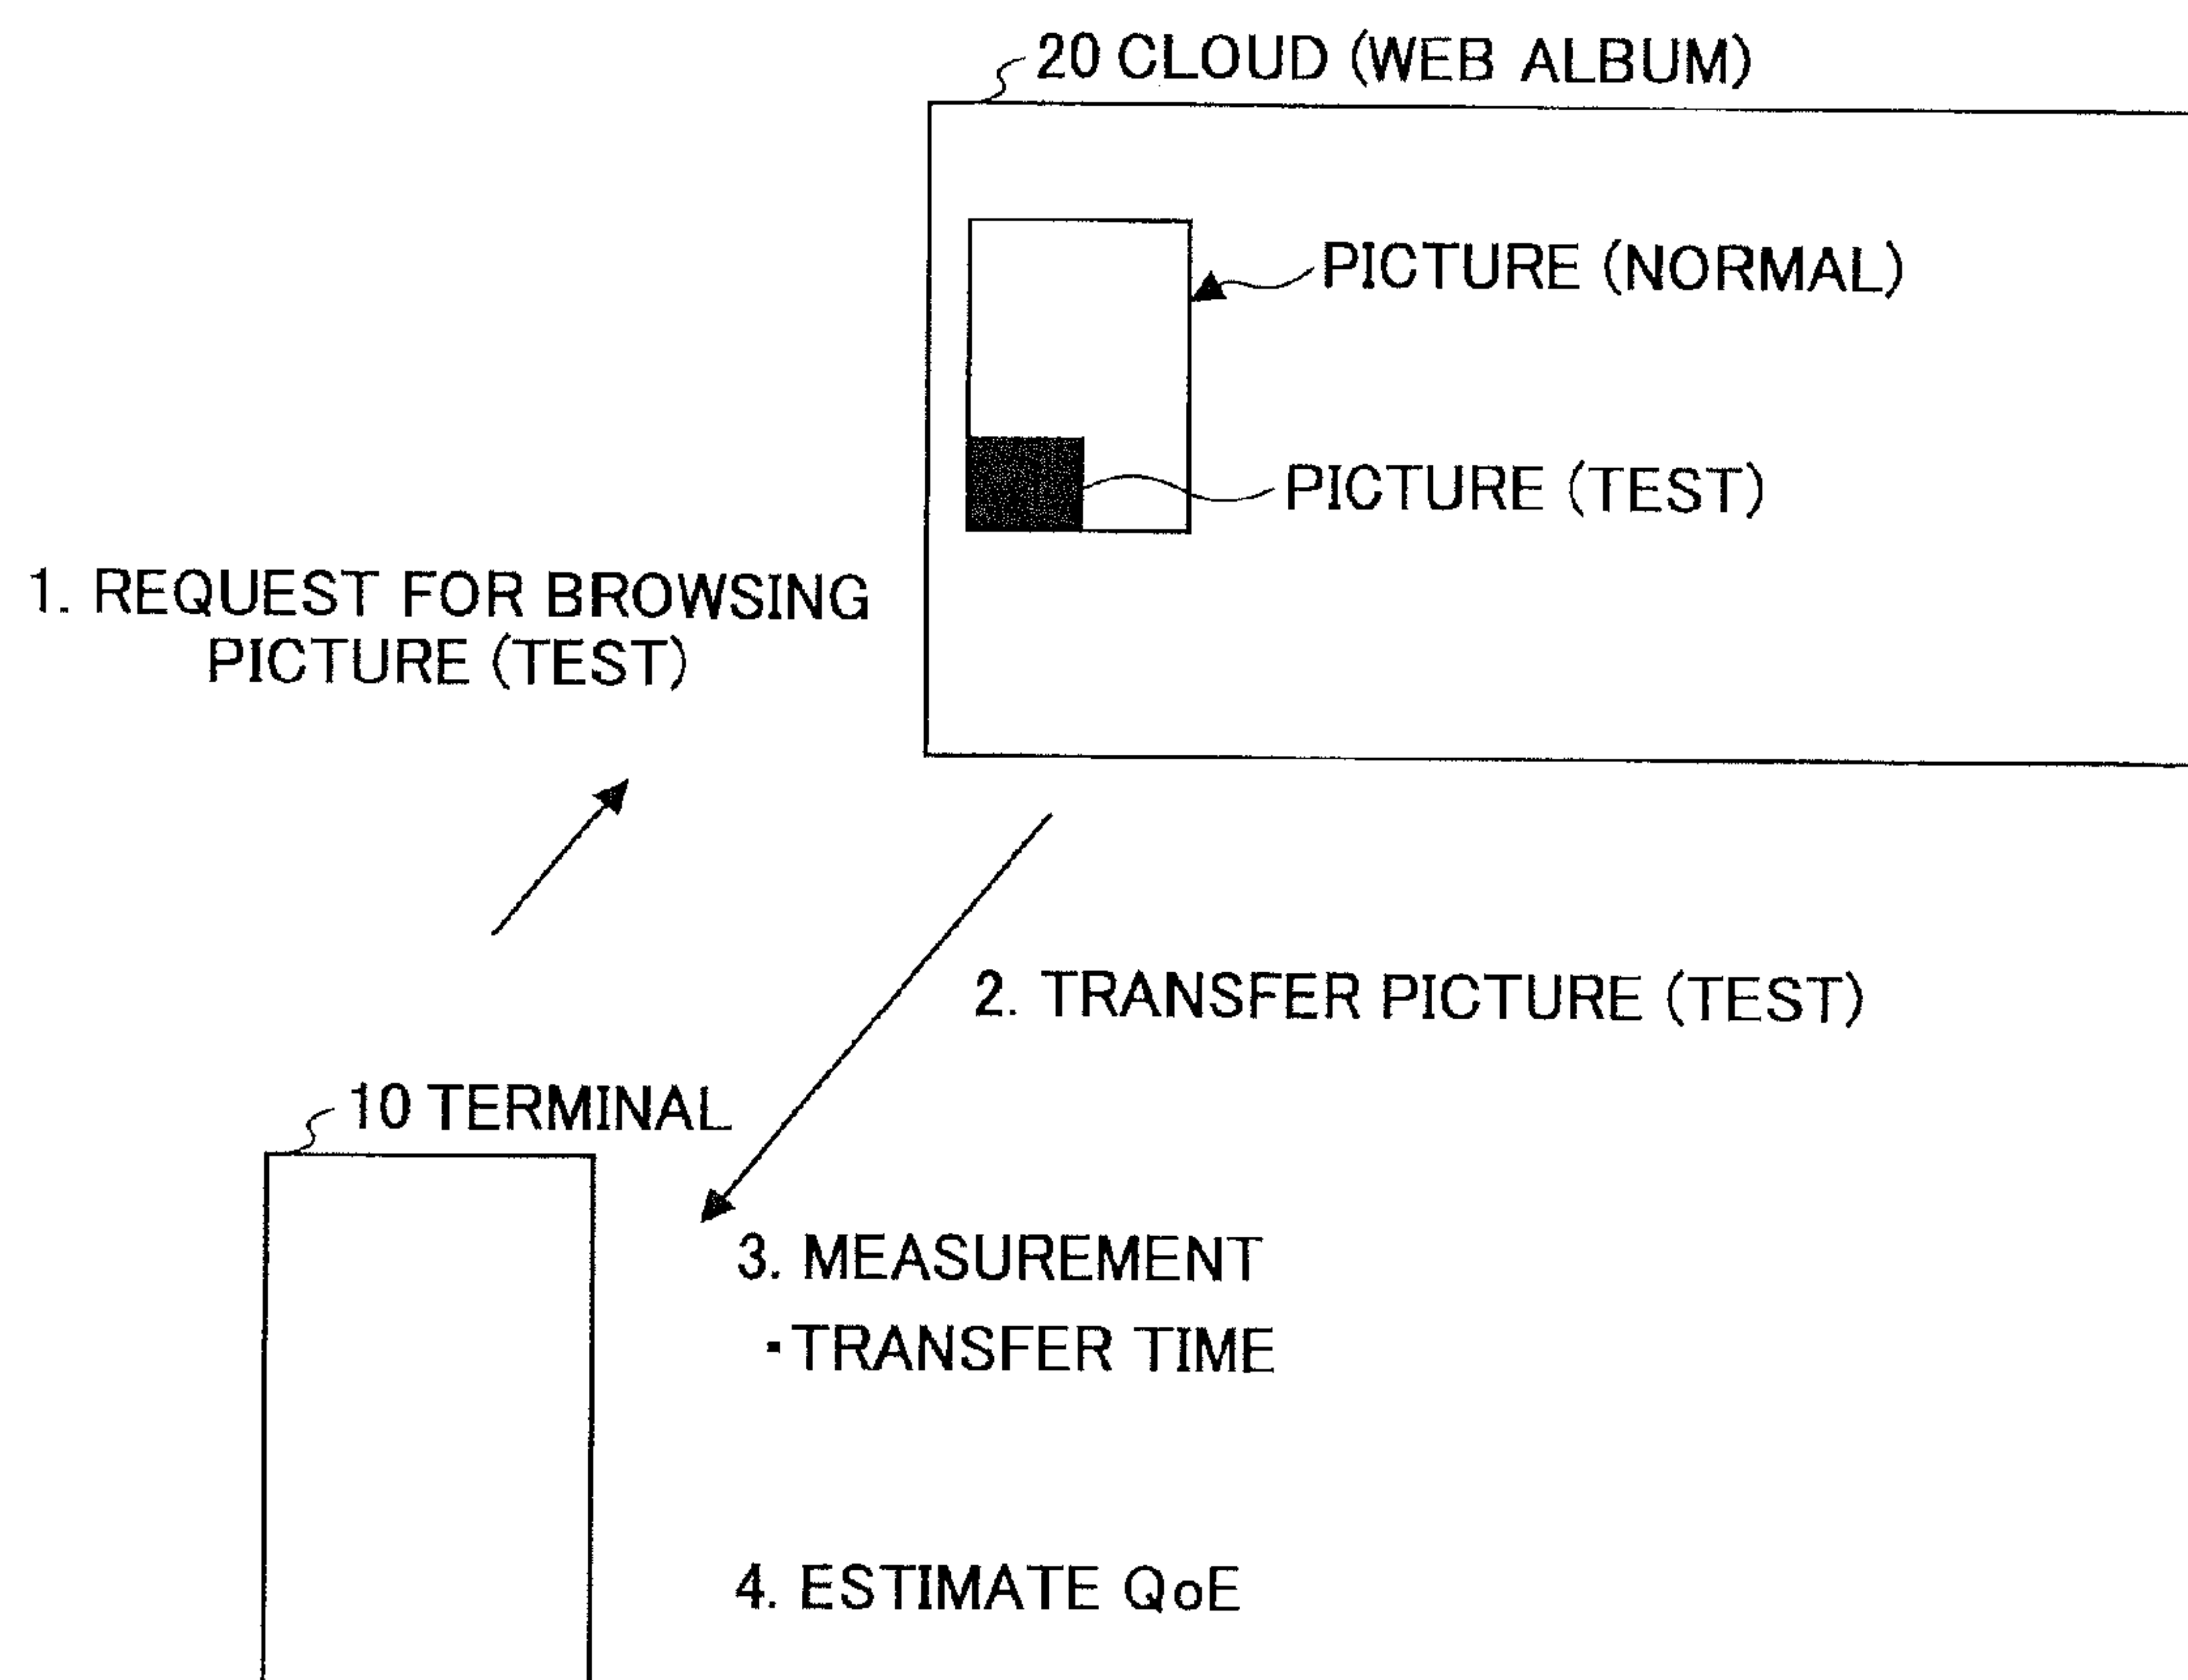 20 CLOUD (WEB ALBUM)
PICTURE (NORMAL)
PICTURE (TEST)
1. REQUEST FOR BROWSING
PICTURE (TEST)
2. TRANSFER PICTURE (TEST)
10 TERMINAL
3. MEASUREMENT
・TRANSFER TIME
4. ESTIMATE QoE